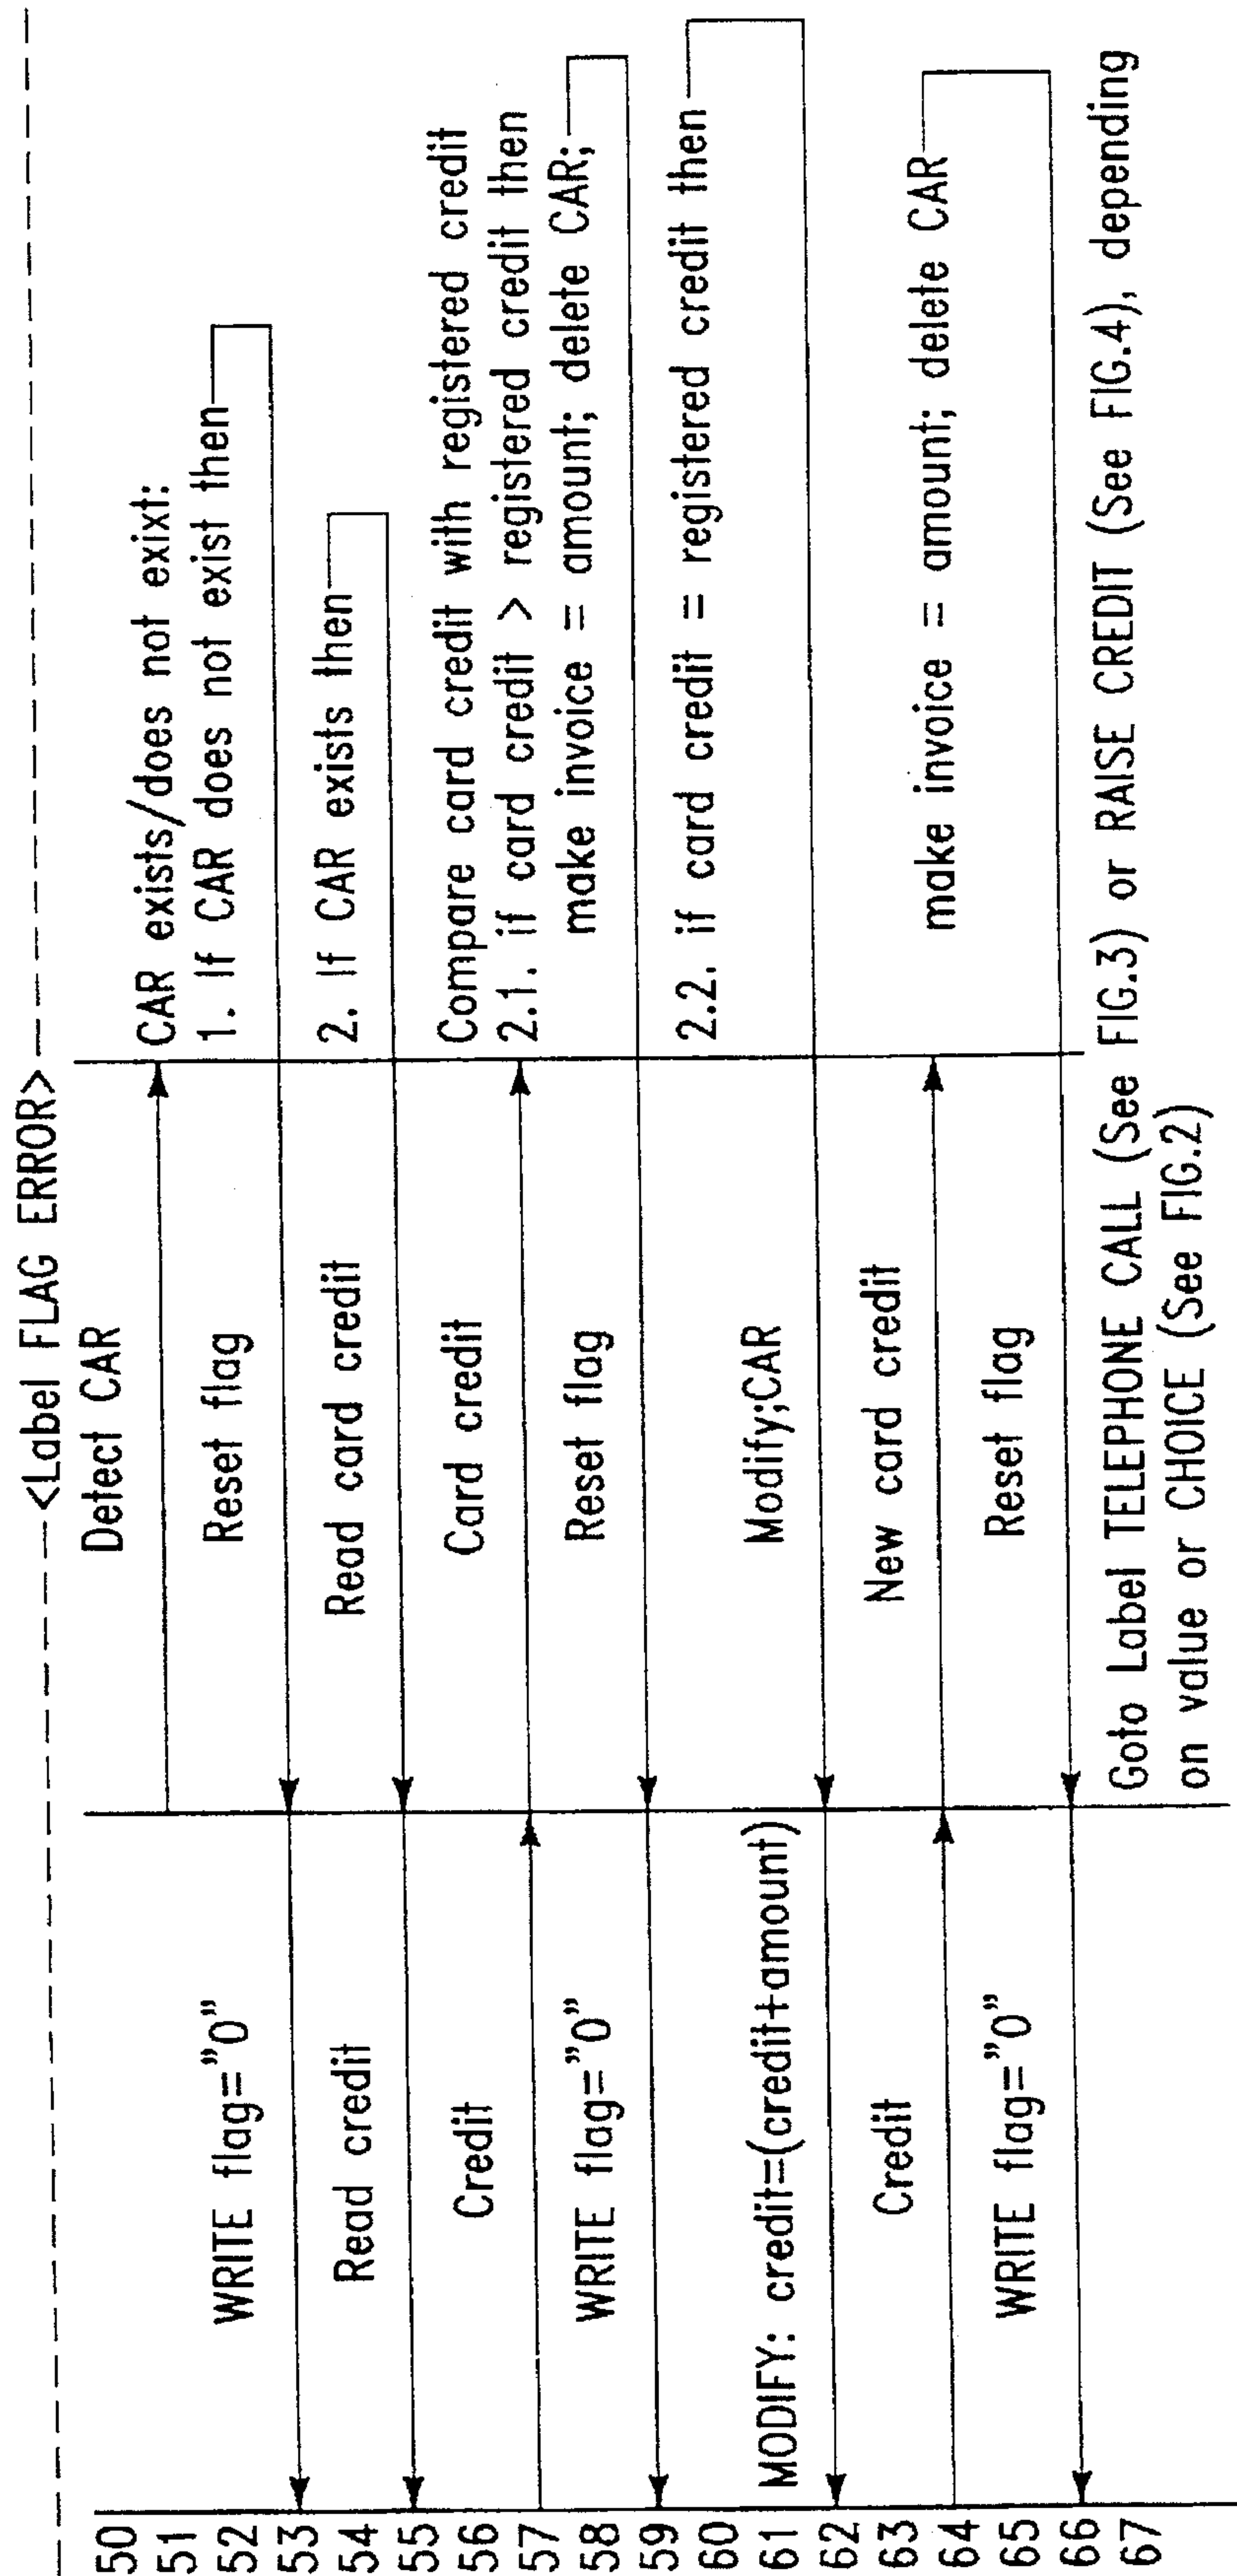 <Label FLAG ERROR>
50 Detect CAR
51 CAR exists/does not exixt:
52 WRITE flag="0" Reset flag 1. If CAR does not exist then
53
54 Read credit Read card credit 2. If CAR exists then
55
56 Credit Card credit Compare card credit with registered credit
57 2.1. if card credit > registered credit then
58 WRITE flag="0" Reset flag make invoice = amount; delete CAR;
59
60 2.2. if card credit = registered credit then
61 MODIFY: credit=(credit+amount) Modify;CAR
62
63 Credit New card credit
64 make invoice = amount; delete CAR
65 WRITE flag="0" Reset flag
66
67 Goto Label TELEPHONE CALL (See FIG.3) or RAISE CREDIT (See FIG.4), depending
on value or CHOICE (See FIG.2)